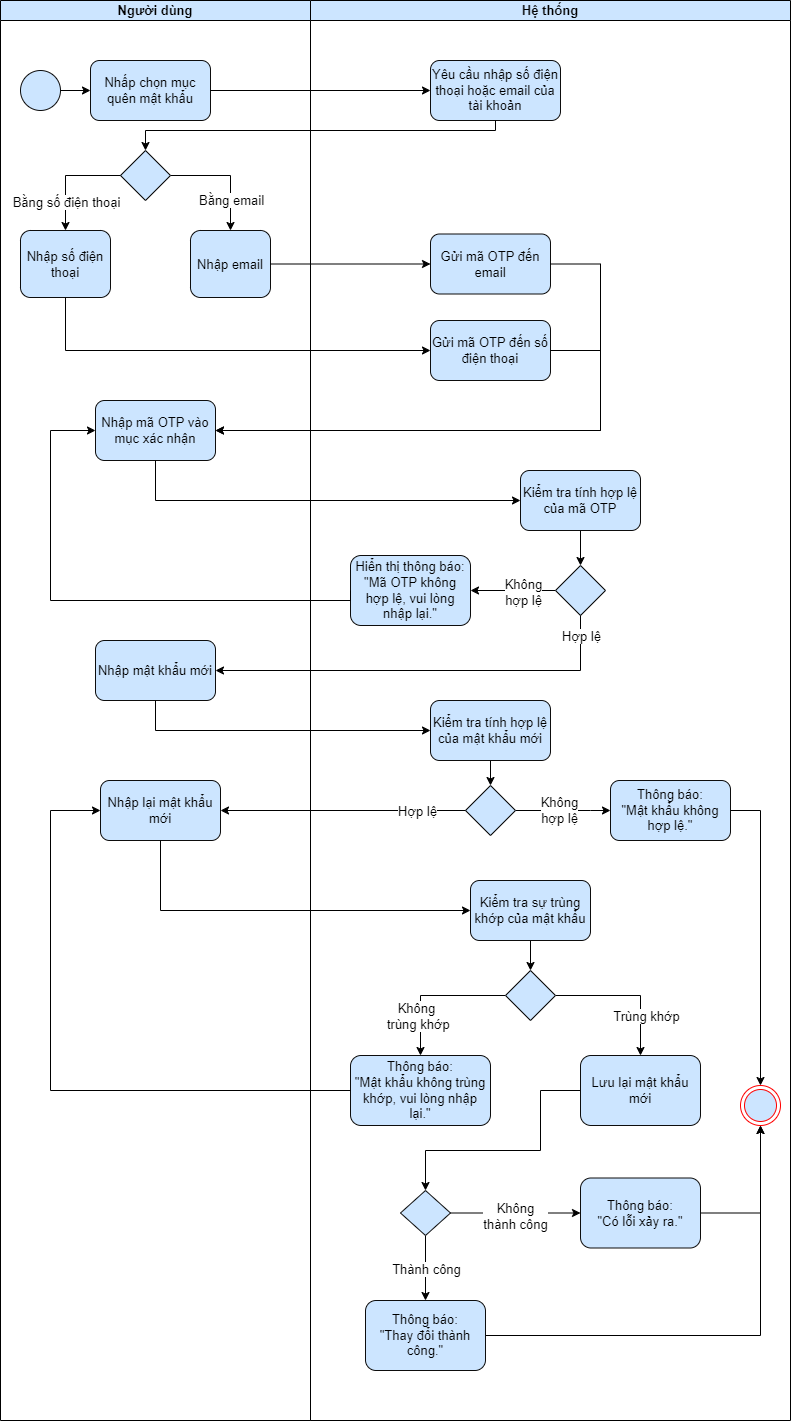 Người dùng
Hệ thống
Nhấp chọn mục
quên mật khẩu
Yêu cầu nhập số điện
thoại hoặc email của
tài khoản
Bằng số điện thoại
Bằng email
Nhập số điện
thoại
Nhập email
Gửi mã OTP đến
email
Gửi mã OTP đến số
điện thoại
Nhập mã OTP vào
mục xác nhận
Kiểm tra tính hợp lệ
của mã OTP
Hiển thị thông báo:
"Mã OTP không
hợp lệ, vui lòng
nhập lại."
Không
hợp lệ
Hợp lệ
Nhập mật khẩu mới
Kiểm tra tính hợp lệ
của mật khẩu mới
Nhập lại mật khẩu
mới
Hợp lệ
Không
hợp lệ
Thông báo:
"Mật khẩu không
hợp lệ."
Kiểm tra sự trùng
khớp của mật khẩu
Không
trùng khớp
Trùng khớp
Thông báo:
"Mật khẩu không trùng
khớp, vui lòng nhập
lại."
Lưu lại mật khẩu
mới
Không
thành công
Thông báo:
"Có lỗi xảy ra."
Thành công
Thông báo:
"Thay đổi thành
công."